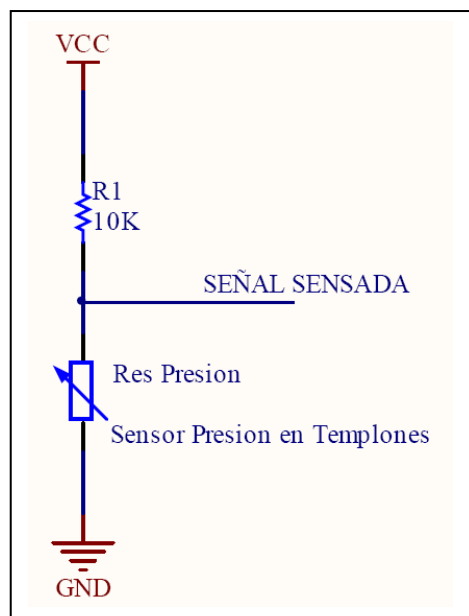 VCC
R1
10K
SEÑAL SENSADA
Res Presion
Sensor Presion en Templones
GND